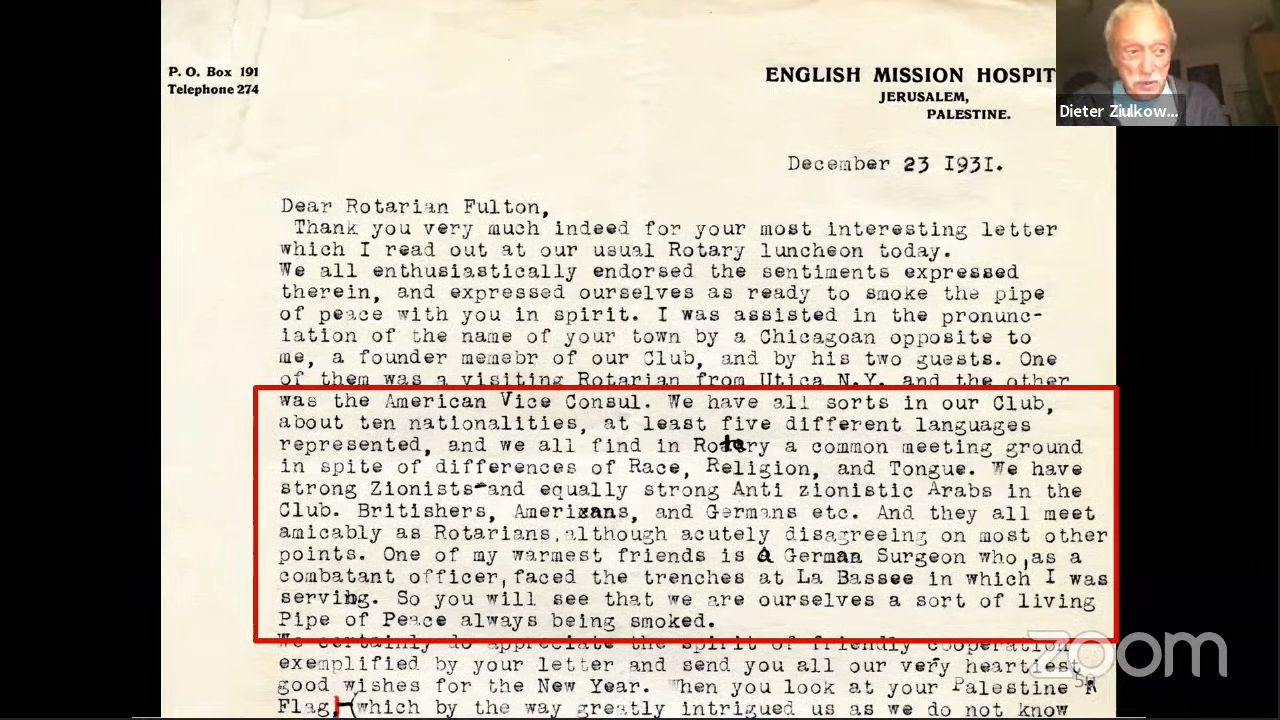 P. O. Box 191
Telephone 274
ENGLISH MISSION HOSPIT
JERUSALEM,
PALESTINE.
Dieter Ziulkow...
December 23 1931.
Dear Rotarian Fulton,
Thank you very much indeed for your most interesting letter
which I read out at our usual Rotary luncheon today.
We all enthusiastically endorsed the sentiments expressed
therein, and expressed ourselves as ready to smoke the pipe
of peace with you in spirit. I was assisted in the pronunc-
iation of the name of your town by a Chicagoan opposite to
me, a founder memebr of our Club, and by his two guests. One
of them was a visiting Rotarian from Utica N.Y. and the other
was the American Vice Consul. We have all sorts in our Club,
about ten nationalities, at least five different languages
represented, and we all find in Rotary a common meeting ground
in spite of differences of Race, Religion, and Tongue. We have
strong Zionists and equally strong Anti zionistic Arabs in the
Club. Britishers, Americans, and Germans etc. And they all meet
amicably as Rotarians, although acutely disagreeing on most other
points. One of my warmest friends is a German Surgeon who, as a
combatant officer, faced the trenches at La Bassee in which I was
serving. So you will see that we are ourselves a sort of living
Pipe of Peace always being smoked.
We certainly do appreciate the spirit of friendly cooperation
exemplified by your letter and send you all our very heartiest
good wishes for the New Year. When you look at your Palestine
Flag, (which by the way greatly intrigued us as we do not know
zoom